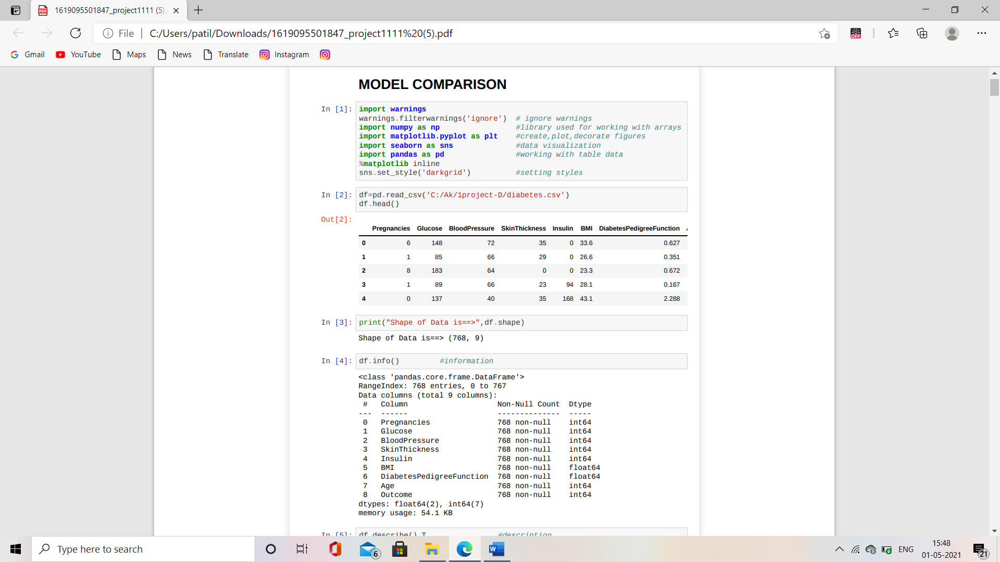 1619095501847_project1111 (5).
File
C:/Users/patil/Downloads/1619095501847_project1111%20(5).pdf
OFF
Gmail YouTube Maps News Translate Instagram
MODEL COMPARISON
In [1]: import warnings
warnings.filterwarnings('ignore') # ignore warnings
import numpy as np #library used for working with arrays
import matplotlib.pyplot as plt #create,plot,decorate figures
import seaborn as sns #data visualization
import pandas as pd #working with table data
%matplotlib inline
sns.set_style('darkgrid') #setting styles
In [2]: df=pd.read_csv('C:/Ak/1project-D/diabetes.csv')
df.head()
Out[2]:
Pregnancies Glucose BloodPressure SkinThickness Insulin BMI DiabetesPedigreeFunction
0 6 148 72 35 0 33.6 0.627
1 1 85 66 29 0 26.6 0.351
2 8 183 64 0 0 23.3 0.672
3 1 89 66 23 94 28.1 0.167
4 0 137 40 35 168 43.1 2.288
In [3]: print("Shape of Data is==>",df.shape)
Shape of Data is==> (768, 9)
In [4]: df.info() #information
<class 'pandas.core.frame.DataFrame'>
RangeIndex: 768 entries, 0 to 767
Data columns (total 9 columns):
# Column Non-Null Count Dtype
--- ------ -------------- -----
0 Pregnancies 768 non-null int64
1 Glucose 768 non-null int64
2 BloodPressure 768 non-null int64
3 SkinThickness 768 non-null int64
4 Insulin 768 non-null int64
5 BMI 768 non-null float64
6 DiabetesPedigreeFunction 768 non-null float64
7 Age 768 non-null int64
8 Outcome 768 non-null int64
dtypes: float64(2), int64(7)
memory usage: 54.1 KB
In [5]: df.describe().T #description
Type here to search
6
W
ENG
15:48
01-05-2021
21